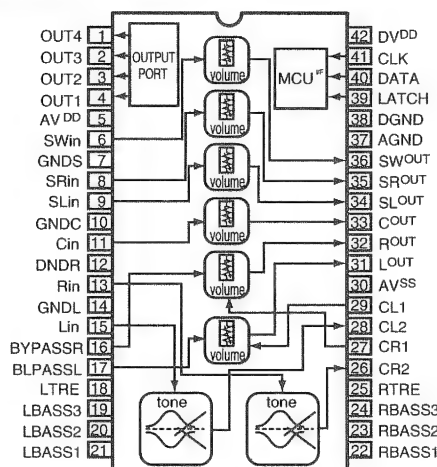 OUT4 1
OUT3 2
OUT2 3
OUT1 4
AV DD 5
SWin 6
GNDS 7
SRin 8
SLin 9
GNDC 10
Cin 11
DNDR 12
Rin 13
GNDL 14
Lin 15
BYPASSR 16
BLPASSL 17
LTRE 18
LBASS3 19
LBASS2 20
LBASS1 21
OUTPUT
PORT
volume
volume
volume
volume
volume
volume
tone
tone
MCU I/F
42 DVDD
41 CLK
40 DATA
39 LATCH
38 DGND
37 AGND
36 SWOUT
35 SROUT
34 SLOUT
33 COUT
32 ROUT
31 LOUT
30 AVSS
29 CL1
28 CL2
27 CR1
26 CR2
25 RTRE
24 RBASS3
23 RBASS2
22 RBASS1